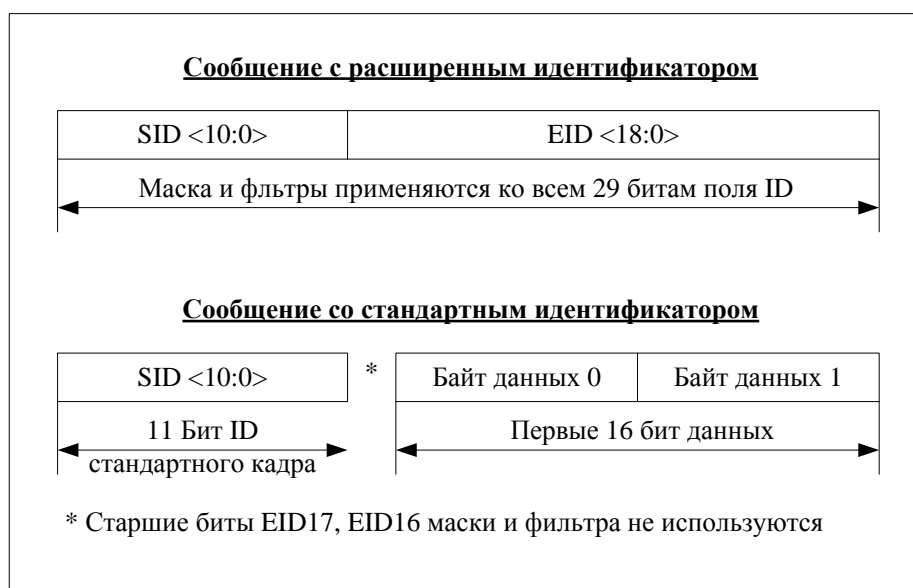 Сообщение с расширенным идентификатором
SID <10:0> EID <18:0>
Маска и фльтры применяются ко всем 29 битам поля ID
Сообщение со стандартным идентификатором
SID <10:0> * Байт данных 0 Байт данных 1
11 Бит ID Первые 16 бит данных
стандартного кадра
* Старшие биты EID17, EID16 маски и фильтра не используются